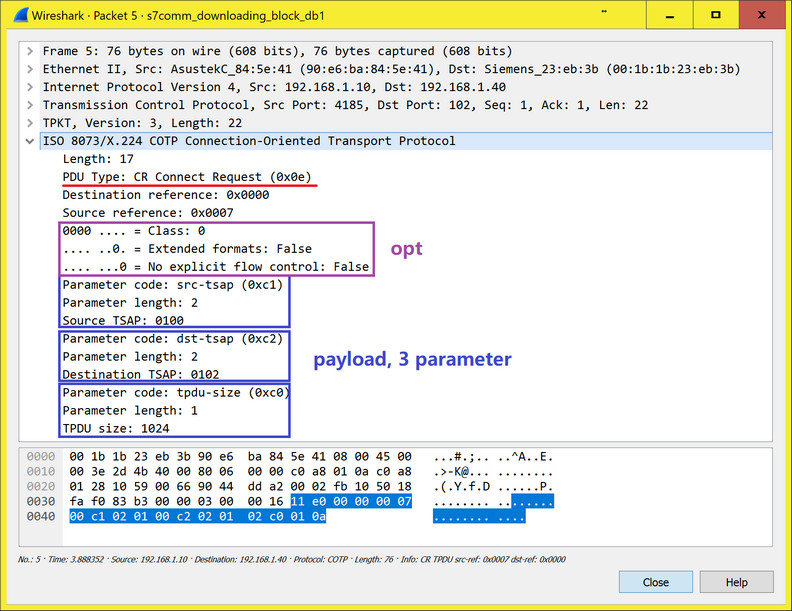 Wireshark · Packet 5 · s7comm_downloading_block_db1
Frame 5: 76 bytes on wire (608 bits), 76 bytes captured (608 bits)
Ethernet II, Src: AsustekC_84:5e:41 (90:e6:ba:84:5e:41), Dst: Siemens_23:eb:3b (00:1b:1b:23:eb:3b)
Internet Protocol Version 4, Src: 192.168.1.10, Dst: 192.168.1.40
Transmission Control Protocol, Src Port: 4185, Dst Port: 102, Seq: 1, Ack: 1, Len: 22
TPKT, Version: 3, Length: 22
ISO 8073/X.224 COTP Connection-Oriented Transport Protocol
Length: 17
PDU Type: CR Connect Request (0x0e)
Destination reference: 0x0000
Source reference: 0x0007
0000 .... = Class: 0
.... ..0. = Extended formats: False
opt
.... ...0 = No explicit flow control: False
Parameter code: src-tsap (0xc1)
Parameter length: 2
Source TSAP: 0100
Parameter code: dst-tsap (0xc2)
Parameter length: 2
payload, 3 parameter
Destination TSAP: 0102
Parameter code: tpdu-size (0xc0)
Parameter length: 1
TPDU size: 1024
0000 00 1b 1b 23 eb 3b 90 e6 ba 84 5e 41 08 00 45 00 ...#.;.. ..^A..E.
0010 00 3e 2d 4b 40 00 80 06 00 00 c0 a8 01 0a c0 a8 .>-K@... ........
0020 01 28 10 59 00 66 90 44 dd a2 00 02 fb 10 50 18 .(.Y.f.D ......P.
0030 fa f0 83 b3 00 00 03 00 00 16 11 e0 00 00 00 07 ........ ........
0040 00 c1 02 01 00 c2 02 01 02 c0 01 0a ........ ....
No.: 5 · Time: 3.888352 · Source: 192.168.1.10 · Destination: 192.168.1.40 · Protocol: COTP · Length: 76 · Info: CR TPDU src-ref: 0x0007 dst-ref: 0x0000
Close Help